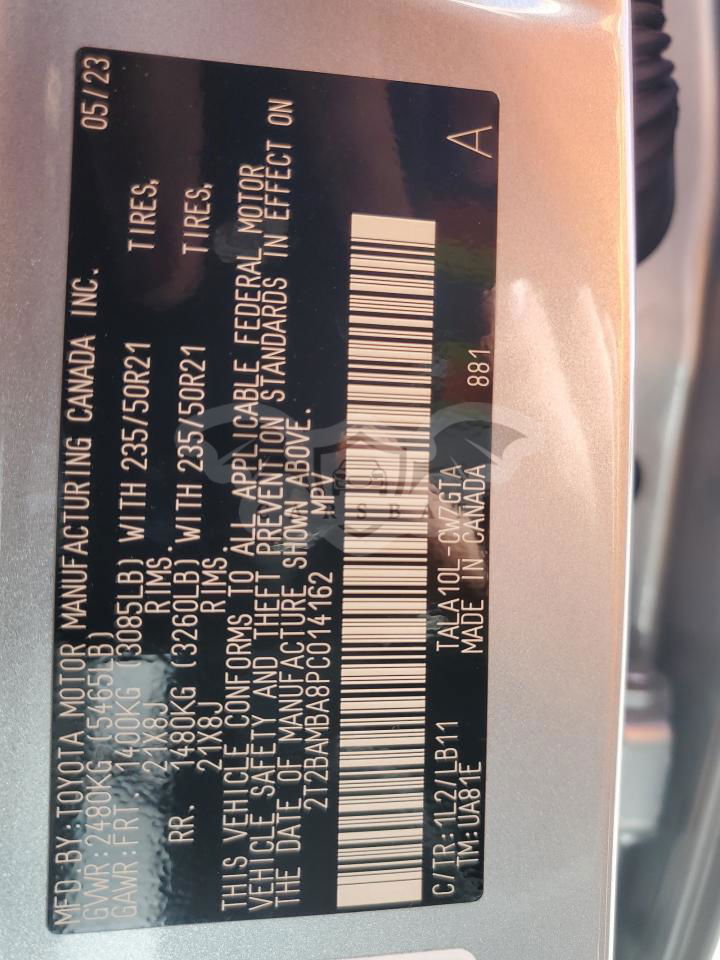 MFD BY:TOYOTA MOTOR MANUFACTURING CANADA INC. 05/23
GVWR:2480KG (5465LB)
GAWR:FRT. 1400KG (3085LB) WITH 235/50R21 TIRES,
21X8J RIMS.
RR. 1480KG (3260LB) WITH 235/50R21 TIRES,
21X8J RIMS.
THIS VEHICLE CONFORMS TO ALL APPLICABLE FEDERAL MOTOR
VEHICLE SAFETY AND THEFT PREVENTION STANDARDS IN EFFECT ON
THE DATE OF MANUFACTURE SHOWN ABOVE.
2T2BAMBA8PC014162 MPV
C/TR:1L2/LB11 TALA10L-CWZGTA A
TM:UA81E MADE IN CANADA 881